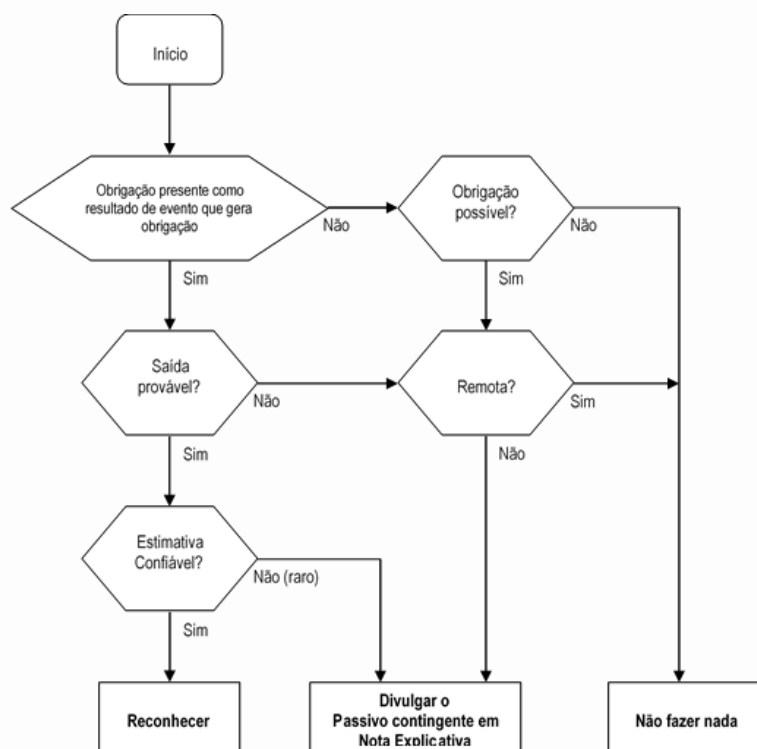 Início
Obrigação presente como
resultado de evento que gera
obrigação
Não
Obrigação
possível?
Não
Sim
Sim
Saída
provável?
Não
Remota?
Sim
Sim
Não
Estimativa
Confiável?
Não (raro)
Sim
Reconhecer
Divulgar o
Passivo contingente em
Nota Explicativa
Não fazer nada